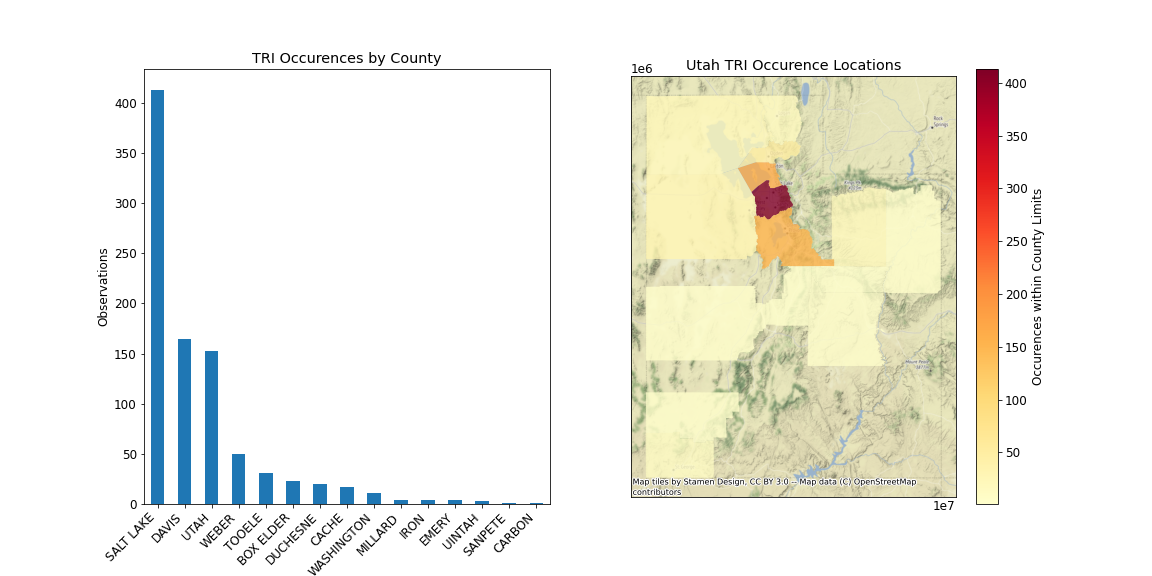 TRI Occurences by County
Observations
400
350
300
250
200
150
100
50
0
SALT LAKE
DAVIS
UTAH
WEBER
TOOELE
BOX ELDER
DUCHESNE
CACHE
WASHINGTON
MILLARD
IRON
EMERY
UINTAH
SANPETE
CARBON
Utah TRI Occurence Locations
1e6
Rock
Springs
Map tiles by Stamen Design, CC BY 3.0 -- Map data (C) OpenStreetMap
contributors
1e7
400
350
300
250
200
150
100
50
Occurences within County Limits